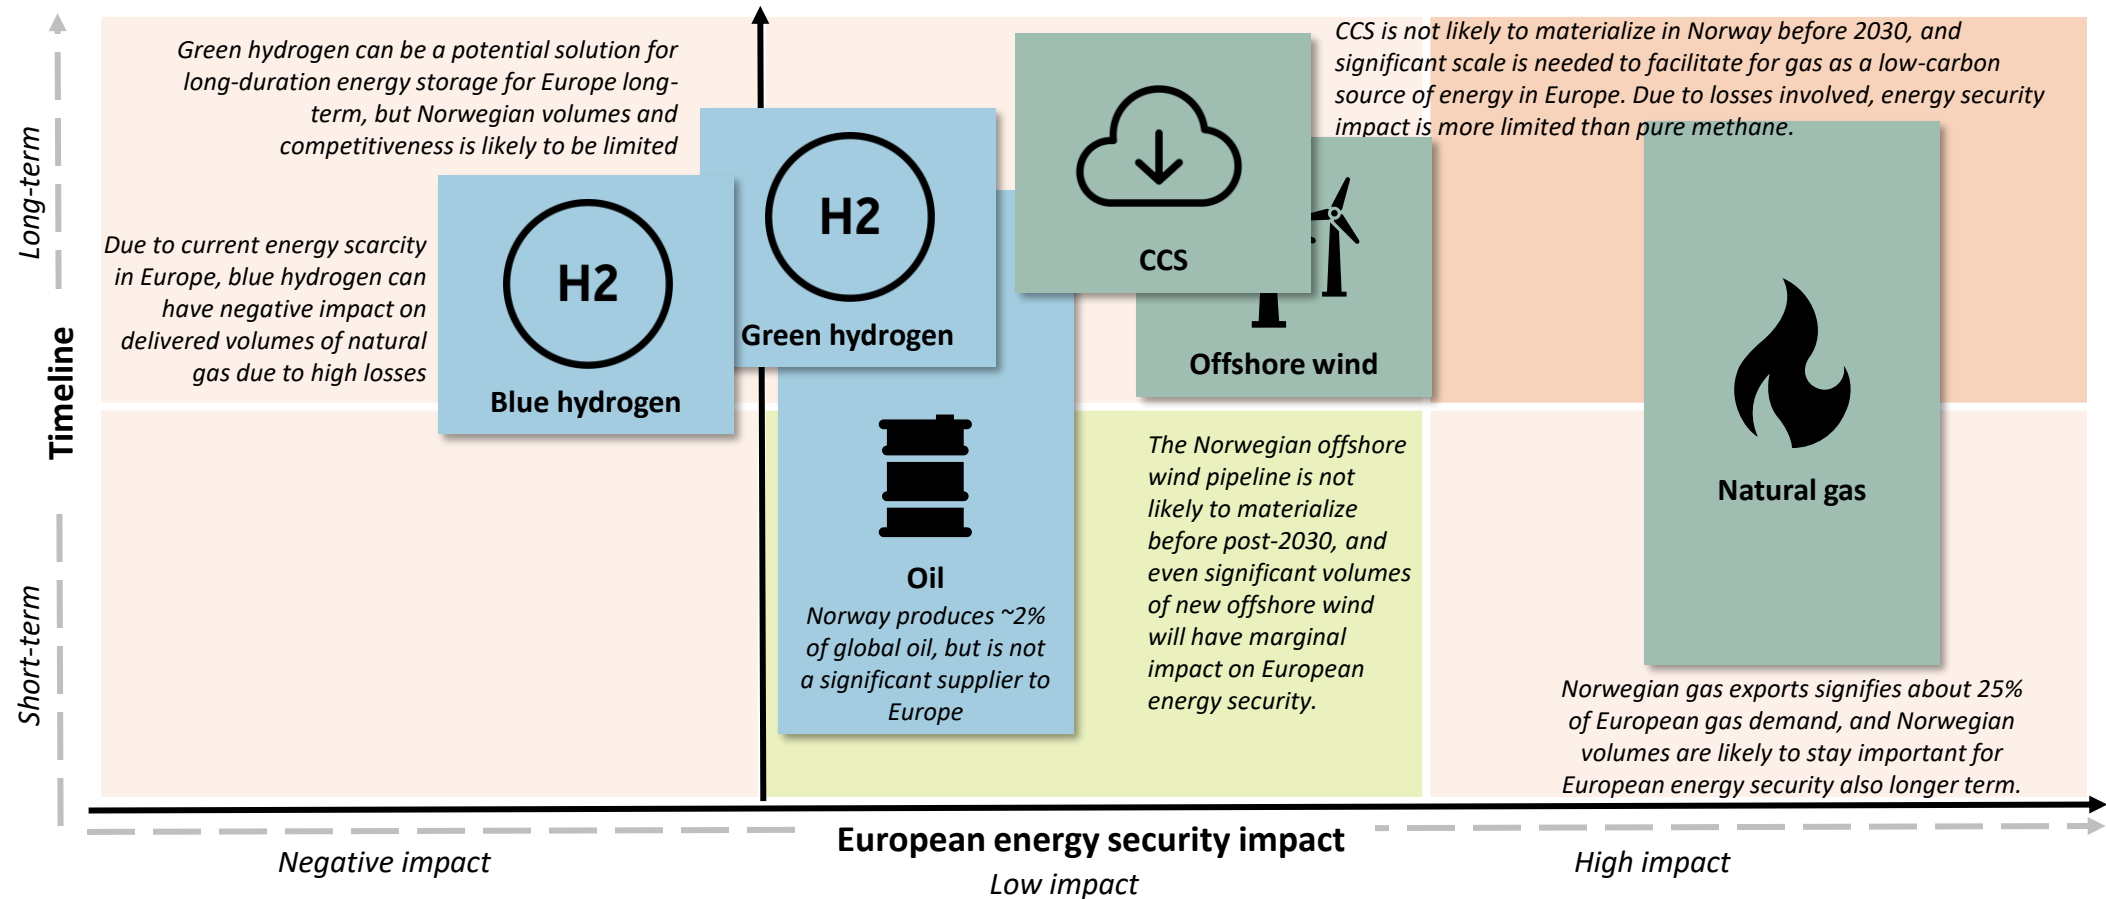 Green hydrogen can be a potential solution for
long-duration energy storage for Europe long-
term, but Norwegian volumes and
competitiveness is likely to be limited
CCS is not likely to materialize in Norway before 2030, and
significant scale is needed to facilitate for gas as a low-carbon
source of energy in Europe. Due to losses involved, energy security
impact is more limited than pure methane.
Due to current energy scarcity
in Europe, blue hydrogen can
have negative impact on
delivered volumes of natural
gas due to high losses
H2
Blue hydrogen
H2
Green hydrogen
CCS
Offshore wind
Natural gas
Oil
Norway produces ~2%
of global oil, but is not
a significant supplier to
Europe
The Norwegian offshore
wind pipeline is not
likely to materialize
before post-2030, and
even significant volumes
of new offshore wind
will have marginal
impact on European
energy security.
Norwegian gas exports signifies about 25%
of European gas demand, and Norwegian
volumes are likely to stay important for
European energy security also longer term.
Long-term
Timeline
Short-term
European energy security impact
Negative impact
Low impact
High impact